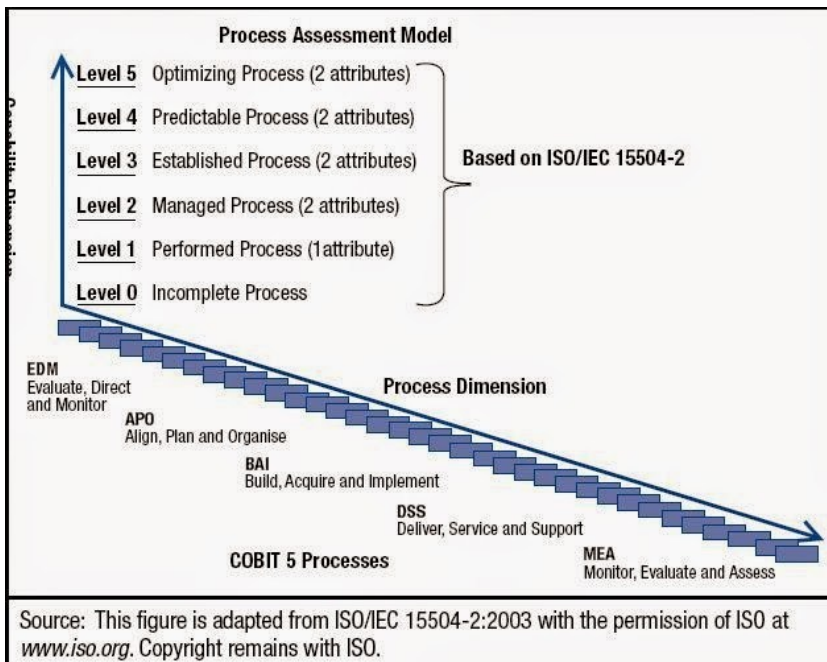 Process Assessment Model
Level 5 Optimizing Process (2 attributes)
Level 4 Predictable Process (2 attributes)
Level 3 Established Process (2 attributes)
Level 2 Managed Process (2 attributes)
Level 1 Performed Process (1attribute)
Level 0 Incomplete Process
Based on ISO/IEC 15504-2
Process Dimension
EDM
Evaluate, Direct
and Monitor
APO
Align, Plan and Organise
BAI
Build, Acquire and Implement
DSS
Deliver, Service and Support
MEA
Monitor, Evaluate and Assess
COBIT 5 Processes
Source: This figure is adapted from ISO/IEC 15504-2:2003 with the permission of ISO at
www.iso.org. Copyright remains with ISO.